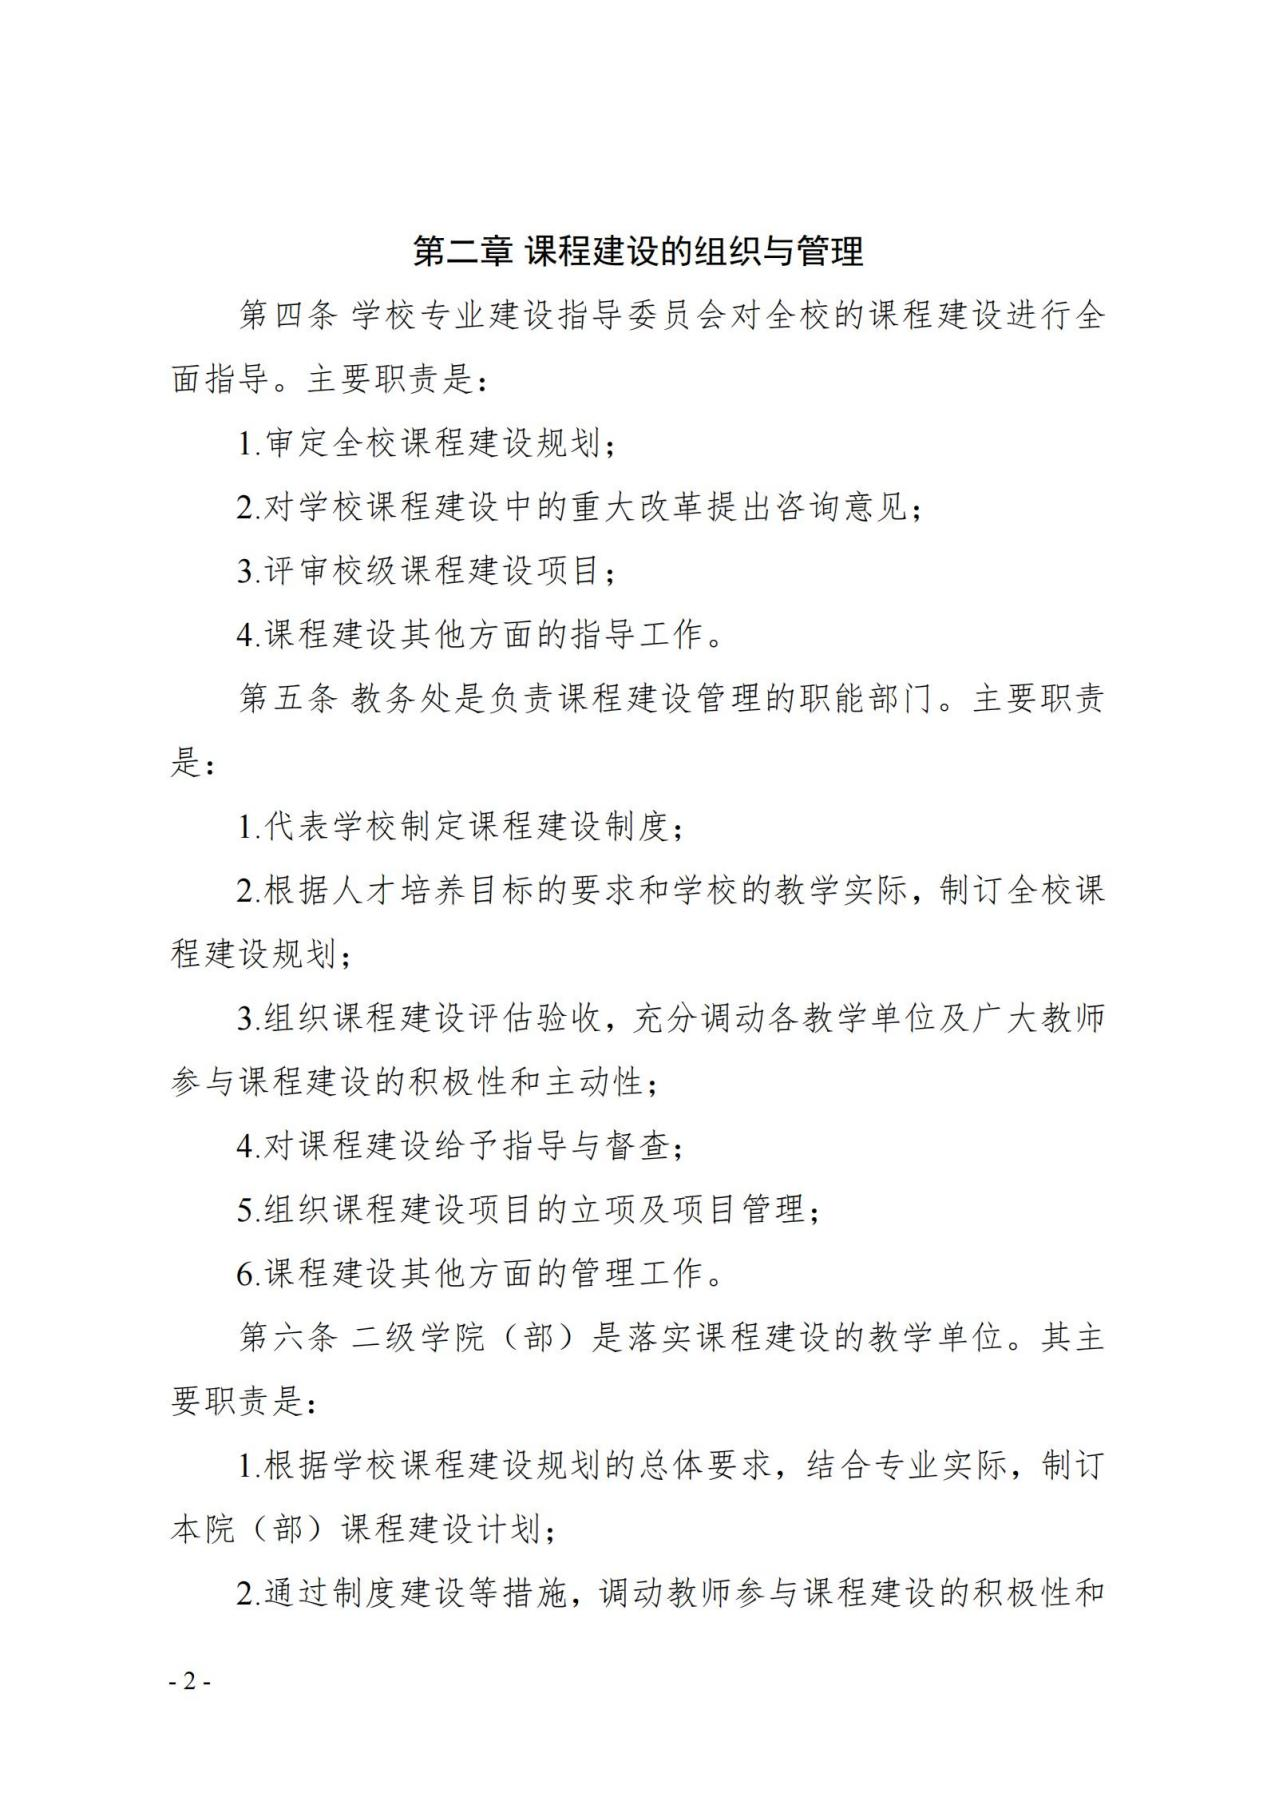 第二章 课程建设的组织与管理
第四条 学校专业建设指导委员会对全校的课程建设进行全
面指导。主要职责是：
1.审定全校课程建设规划；
2.对学校课程建设中的重大改革提出咨询意见；
3.评审校级课程建设项目；
4.课程建设其他方面的指导工作。
第五条 教务处是负责课程建设管理的职能部门。主要职责
是：
1.代表学校制定课程建设制度；
2.根据人才培养目标的要求和学校的教学实际，制订全校课
程建设规划；
3.组织课程建设评估验收，充分调动各教学单位及广大教师
参与课程建设的积极性和主动性；
4.对课程建设给予指导与督查；
5.组织课程建设项目的立项及项目管理；
6.课程建设其他方面的管理工作。
第六条 二级学院（部）是落实课程建设的教学单位。其主
要职责是：
1.根据学校课程建设规划的总体要求，结合专业实际，制订
本院（部）课程建设计划；
2.通过制度建设等措施，调动教师参与课程建设的积极性和
- 2 -